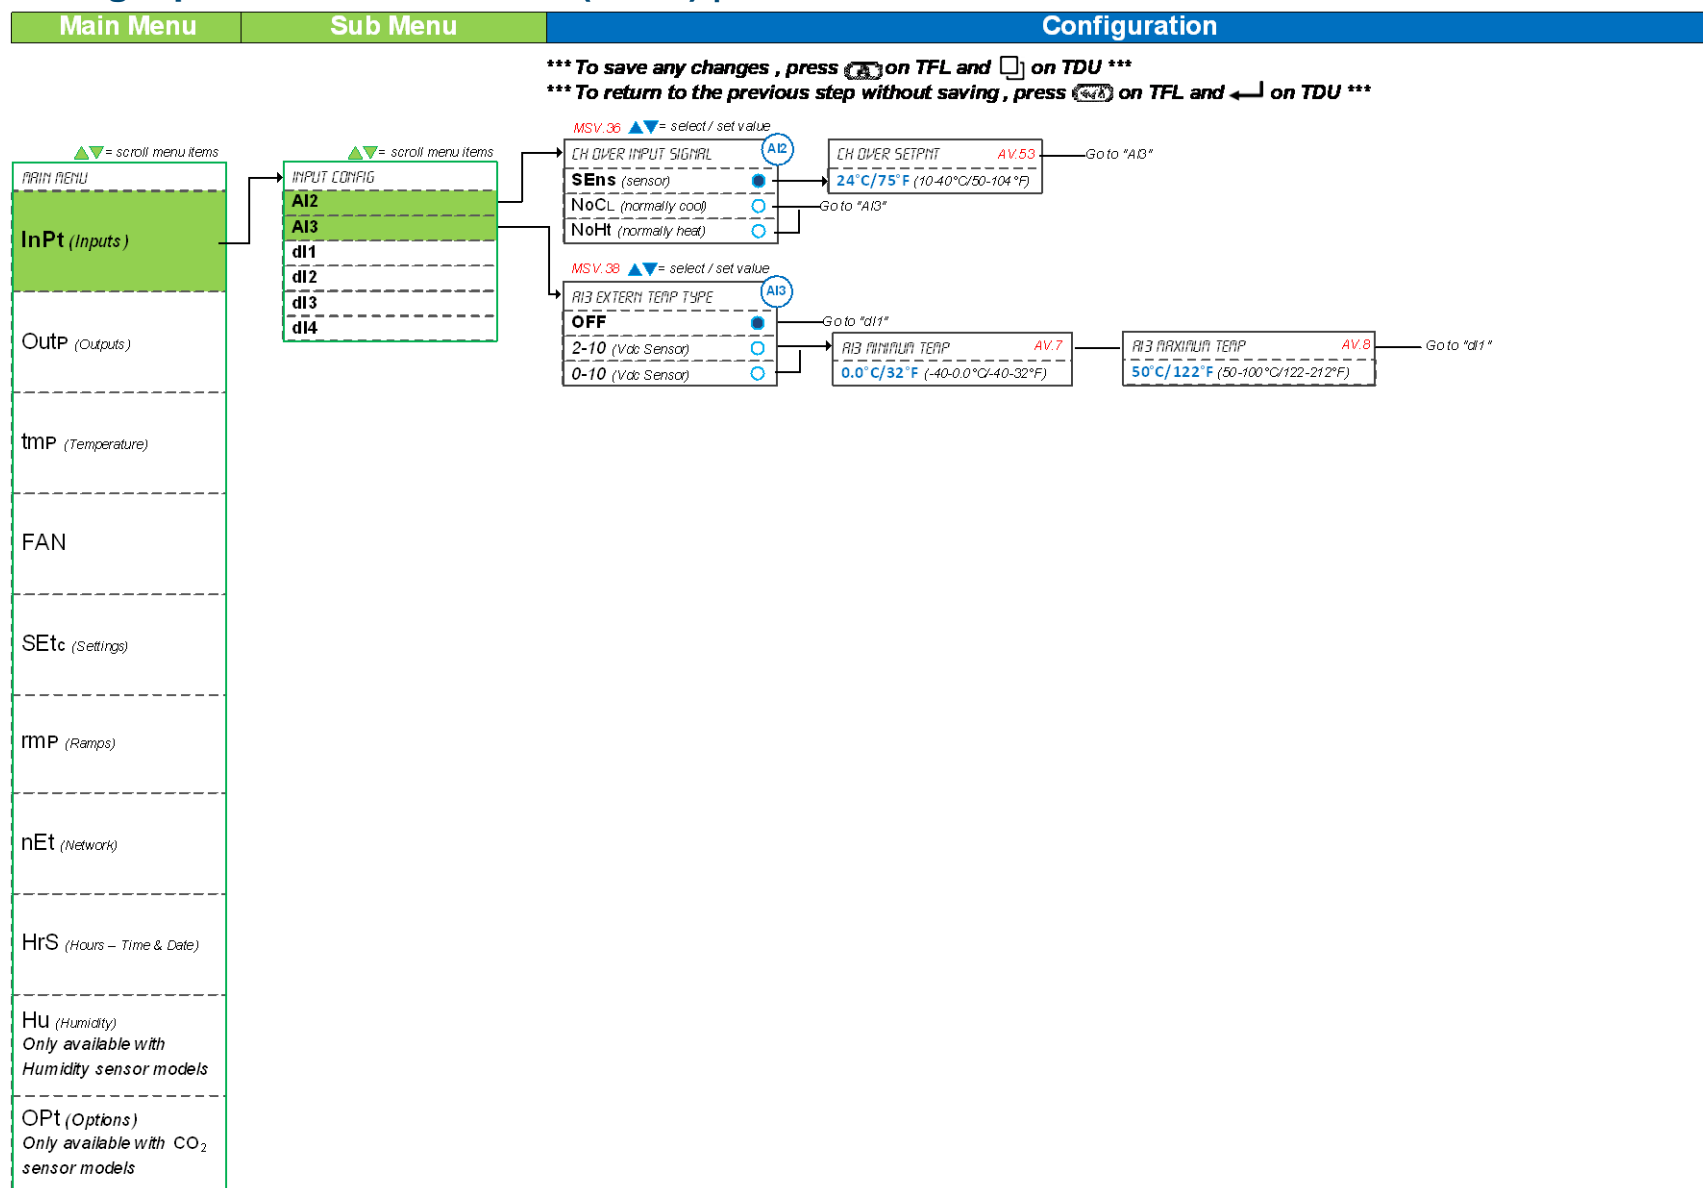 Main Menu
Sub Menu
Configuration
*** To save any changes , press on TFL and on TDU ***
*** To return to the previous step without saving , press on TFL and on TDU ***
= scroll menu items
MAIN MENU
InPt (Inputs)
OutP (Outputs)
tmP (Temperature)
FAN
SEtc (Settings)
rmP (Ramps)
nEt (Network)
HrS (Hours – Time & Date)
Hu (Humidity)
Only available with
Humidity sensor models
OPt (Options)
Only available with CO2
sensor models
= scroll menu items
INPUT CONFIG
AI2
AI3
dI1
dI2
dI3
dI4
MSV.36 ▲▼= select / set value
CH OVER INPUT SIGNAL
AI2
SEns (sensor)
NoCL (normally cool)
NoHt (normally heat)
Go to "AI3"
CH OVER SETPNT AV.53
24°C/75°F (10-40°C/50-104°F)
Go to "AI3"
MSV.38 ▲▼= select / set value
AI3 EXTERN TEMP TYPE
AI3
OFF
2-10 (Vdc Sensor)
0-10 (Vdc Sensor)
Go to "dI1"
AI3 MINIMUM TEMP AV.7
0.0°C/32°F (-40-0.0°C/-40-32°F)
AI3 MAXIMUM TEMP AV.8
50°C/122°F (50-100°C/122-212°F)
Go to "dI1"